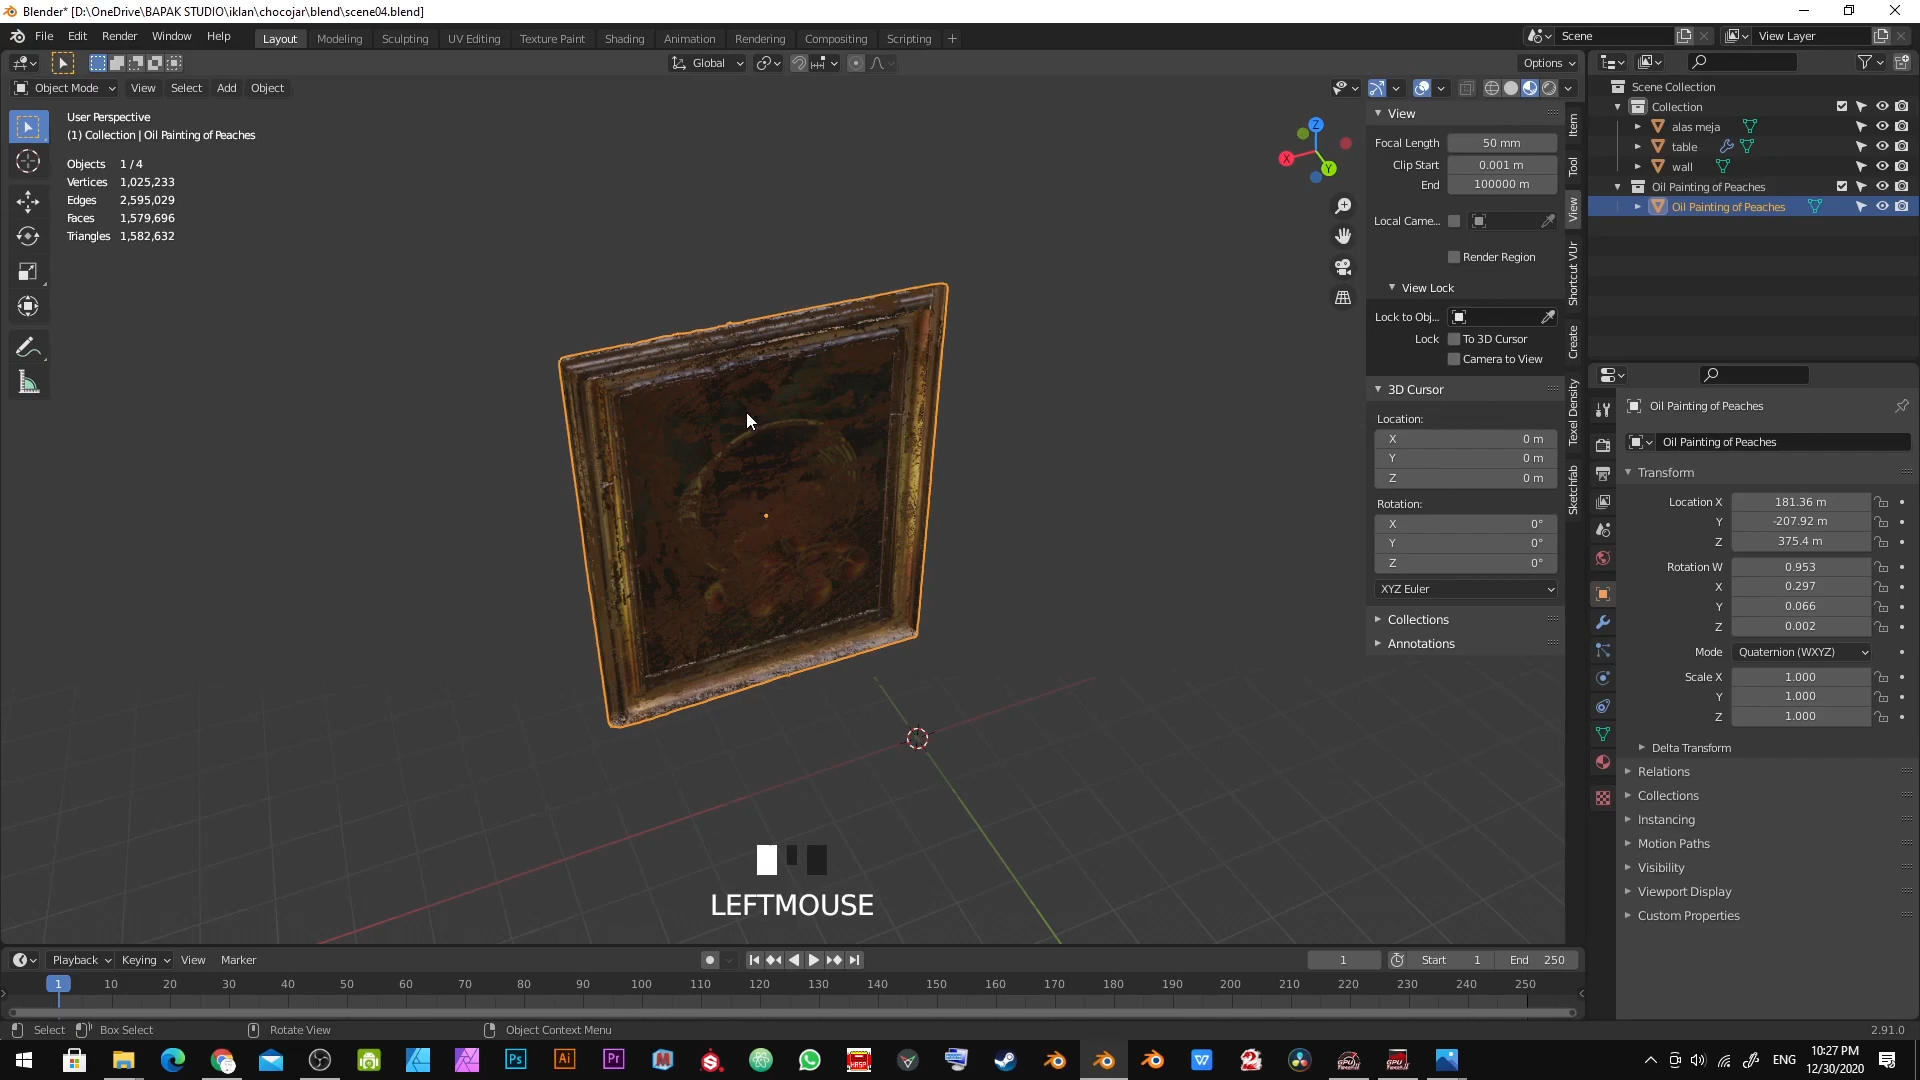 Blender* [D:\OneDrive\BAPAK STUDIO\iklan\chocojar\blend\scene04.blend]
File Edit Render Window Help Layout Modeling Sculpting UV Editing Texture Paint Shading Animation Rendering Compositing Scripting + Scene View Layer
Global Options
Object Mode View Select Add Object
User Perspective
(1) Collection | Oil Painting of Peaches
Objects 1 / 4
Vertices 1,025,233
Edges 2,595,029
Faces 1,579,696
Triangles 1,582,632
X Y Z
View
Focal Length 50 mm
Clip Start 0.001 m
End 100000 m
Local Came...
Render Region
View Lock
Lock to Obj...
Lock To 3D Cursor
Camera to View
3D Cursor
Location:
X 0 m
Y 0 m
Z 0 m
Rotation:
X 0°
Y 0°
Z 0°
XYZ Euler
Collections
Annotations
Item
Tool
View
Shortcut VUr
Create
Texel Density
Sketchfab
Scene Collection
Collection
alas meja
table
wall
Oil Painting of Peaches
Oil Painting of Peaches
Oil Painting of Peaches
Oil Painting of Peaches
Transform
Location X 181.36 m
Y -207.92 m
Z 375.4 m
Rotation W 0.953
X 0.297
Y 0.066
Z 0.002
Mode Quaternion (WXYZ)
Scale X 1.000
Y 1.000
Z 1.000
Delta Transform
Relations
Collections
Instancing
Motion Paths
Visibility
Viewport Display
Custom Properties
LEFTMOUSE
Playback Keying View Marker 1 Start 1 End 250
1 10 20 30 40 50 60 70 80 90 100 110 120 130 140 150 160 170 180 190 200 210 220 230 240 250
Select Box Select Rotate View Object Context Menu 2.91.0
Ps Ai Pr
ENG
10:27 PM
12/30/2020